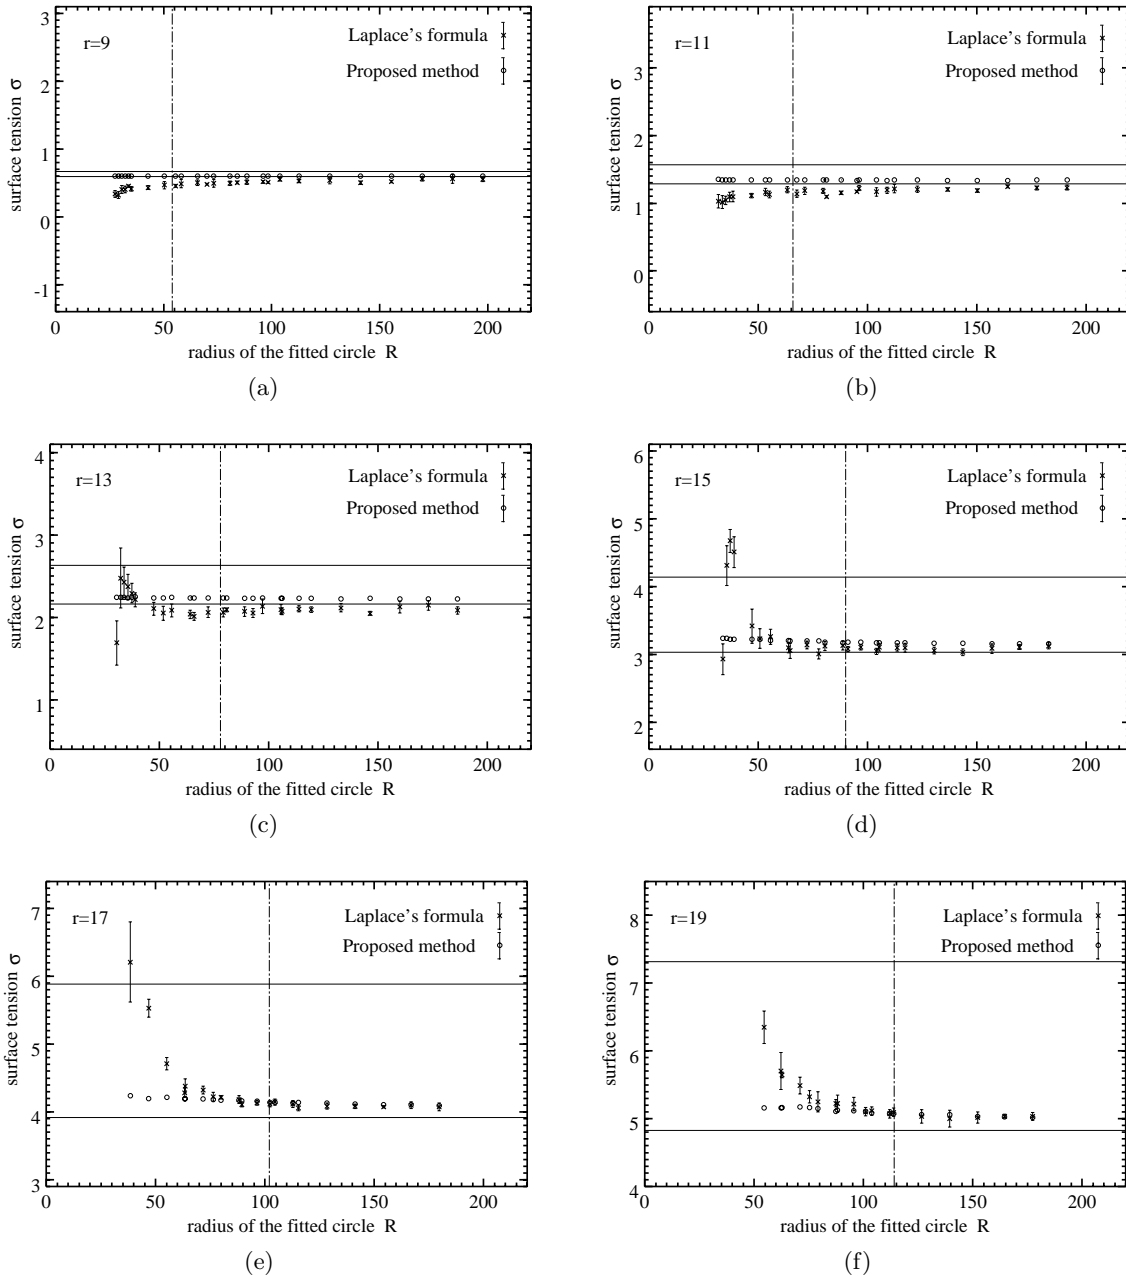 r=9
Laplace's formula
Proposed method
surface tension σ
3
2
1
0
-1
0 50 100 150 200
radius of the fitted circle R
(a)
r=11
Laplace's formula
Proposed method
surface tension σ
3
2
1
0
0 50 100 150 200
radius of the fitted circle R
(b)
r=13
Laplace's formula
Proposed method
surface tension σ
4
3
2
1
0 50 100 150 200
radius of the fitted circle R
(c)
r=15
Laplace's formula
Proposed method
surface tension σ
6
5
4
3
2
0 50 100 150 200
radius of the fitted circle R
(d)
r=17
Laplace's formula
Proposed method
surface tension σ
7
6
5
4
3
0 50 100 150 200
radius of the fitted circle R
(e)
r=19
Laplace's formula
Proposed method
surface tension σ
8
7
6
5
4
0 50 100 150 200
radius of the fitted circle R
(f)